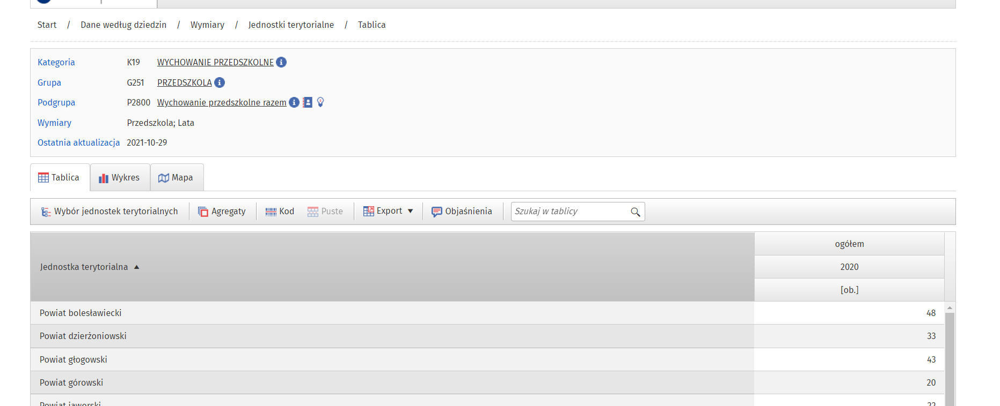 Start / Dane według dziedzin / Wymiary / Jednostki terytorialne / Tablica
Kategoria K19 WYCHOWANIE PRZEDSZKOLNE
Grupa G251 PRZEDSZKOLA
Podgrupa P2800 Wychowanie przedszkolne razem
Wymiary Przedszkola; Lata
Ostatnia aktualizacja 2021-10-29
Tablica Wykres Mapa
Wybór jednostek terytorialnych Agregaty Kod Puste Export Objaśnienia Szukaj w tablicy
ogółem
Jednostka terytorialna 2020
[ob.]
Powiat bolesławiecki 48
Powiat dzierżoniowski 33
Powiat głogowski 43
Powiat górowski 20
Powiat jaworski 22